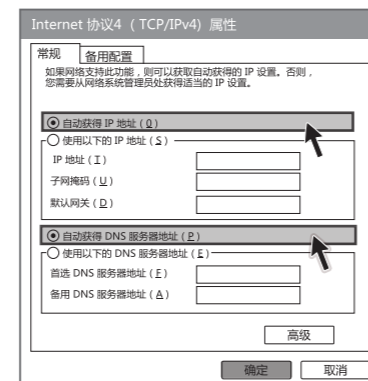 Internet 协议4 （TCP/IPv4) 属性
常规 备用配置
如果网络支持此功能，则可以获取自动获得的 IP 设置。否则，
您需要从网络系统管理员处获得适当的 IP 设置。
自动获得 IP 地址 ( O )
使用以下的 IP 地址 ( S )
IP 地址 ( I )
子网掩码 ( U )
默认网关 ( D )
自动获得 DNS 服务器地址 ( P )
使用以下的 DNS 服务器地址 ( E )
首选 DNS 服务器地址 ( F )
备用 DNS 服务器地址 ( A )
高级
确定 取消